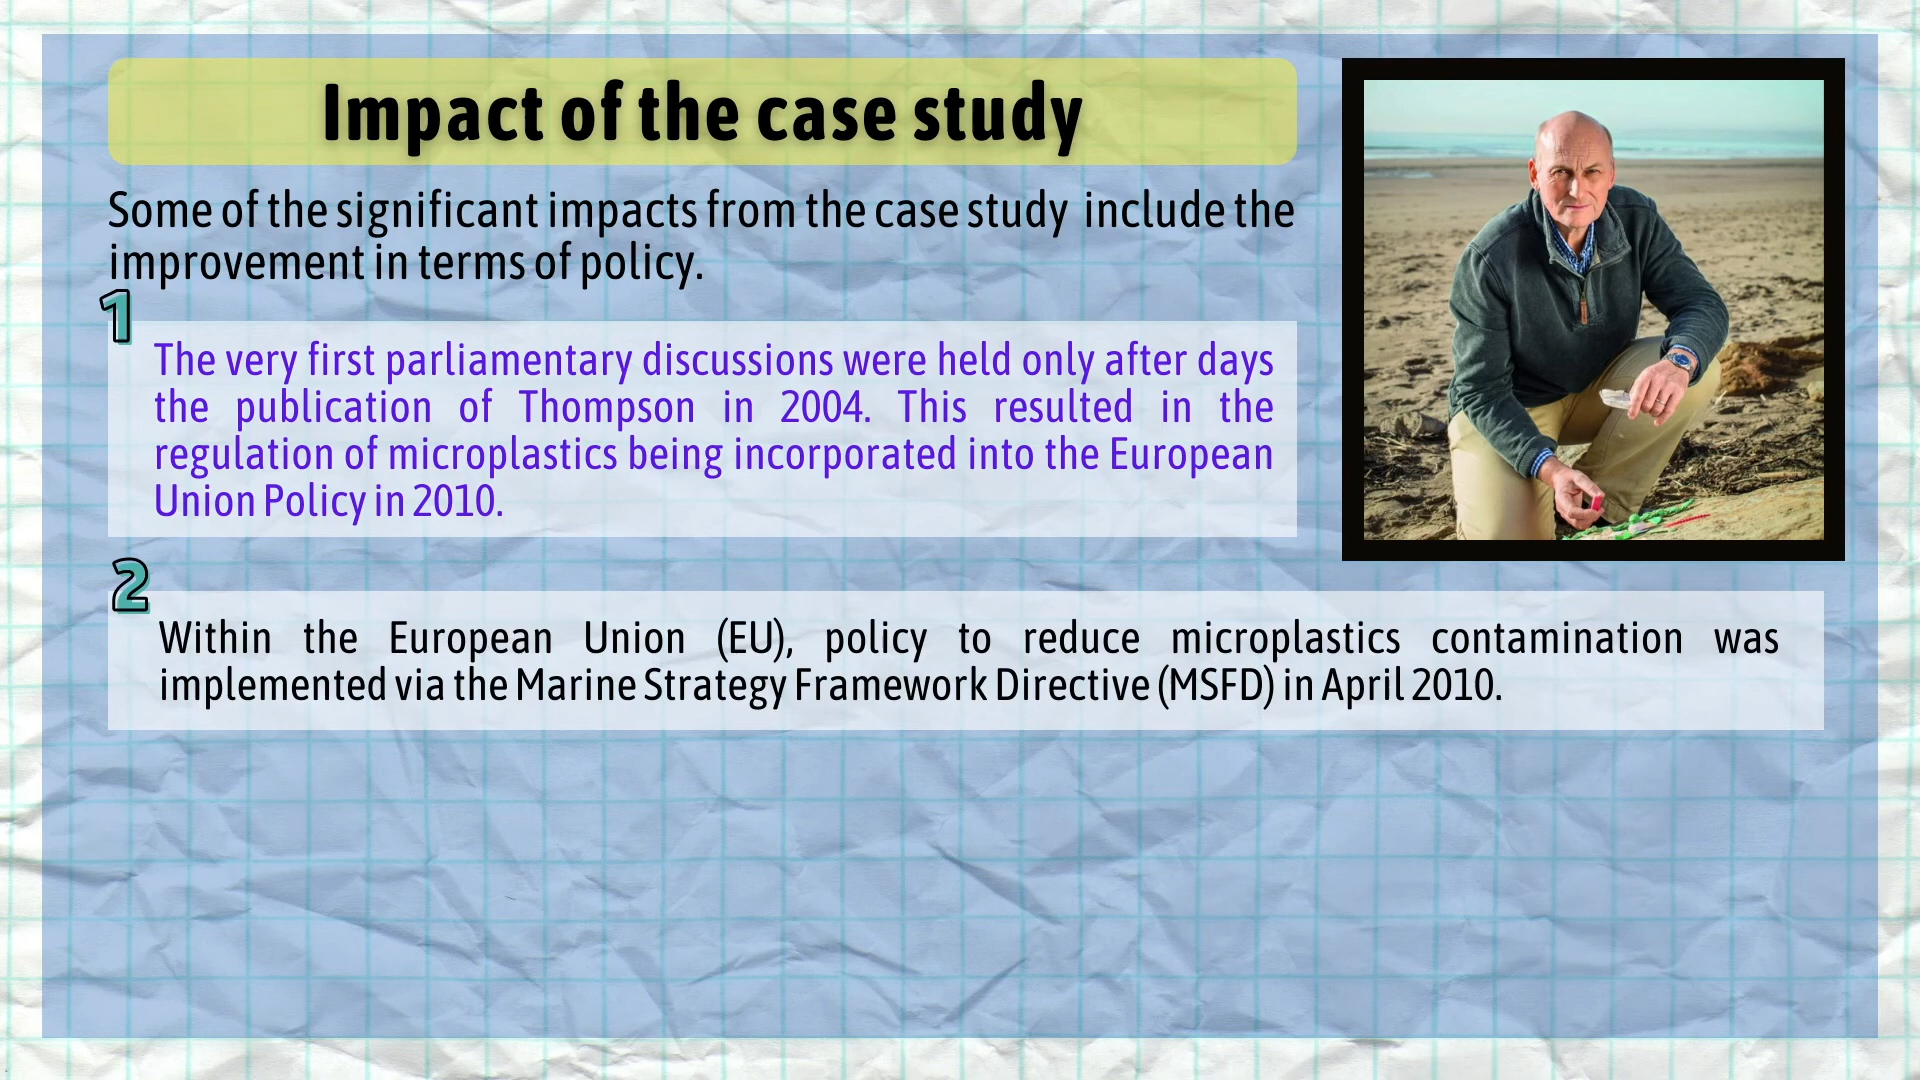 Impact of the case study
Some of the significant impacts from the case study include the
improvement in terms of policy.
1
The very first parliamentary discussions were held only after days
the publication of Thompson in 2004. This resulted in the
regulation of microplastics being incorporated into the European
Union Policy in 2010.
2
Within the European Union (EU), policy to reduce microplastics contamination was
implemented via the Marine Strategy Framework Directive (MSFD) in April 2010.